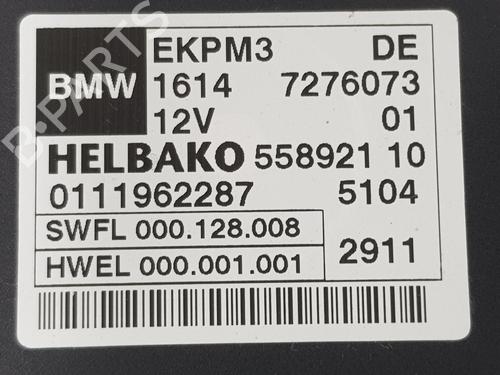 EKPM3 DE
BMW 1614 7276073
12V 01
HELBAKO 558921 10
0111962287 5104
SWFL 000.128.008
HWEL 000.001.001 2911
B-PARTS